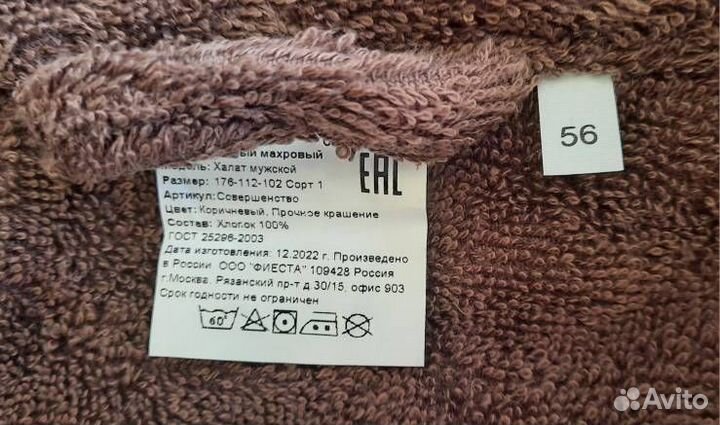 махровый
Модель: Халат мужской
Размер: 176-112-102 Сорт 1
Артикул:Совершенство
Цвет: Коричневый, Прочное крашение
Состав: Хлопок 100%
ГОСТ 25296-2003
Дата изготовления: 12.2022 г. Произведено
в России ООО "ФИЕСТА" 109428 Россия
г.Москва. Рязанский пр-т д 30/15, офис 903
Срок годности не ограничен
60°
EAC
56
Avito